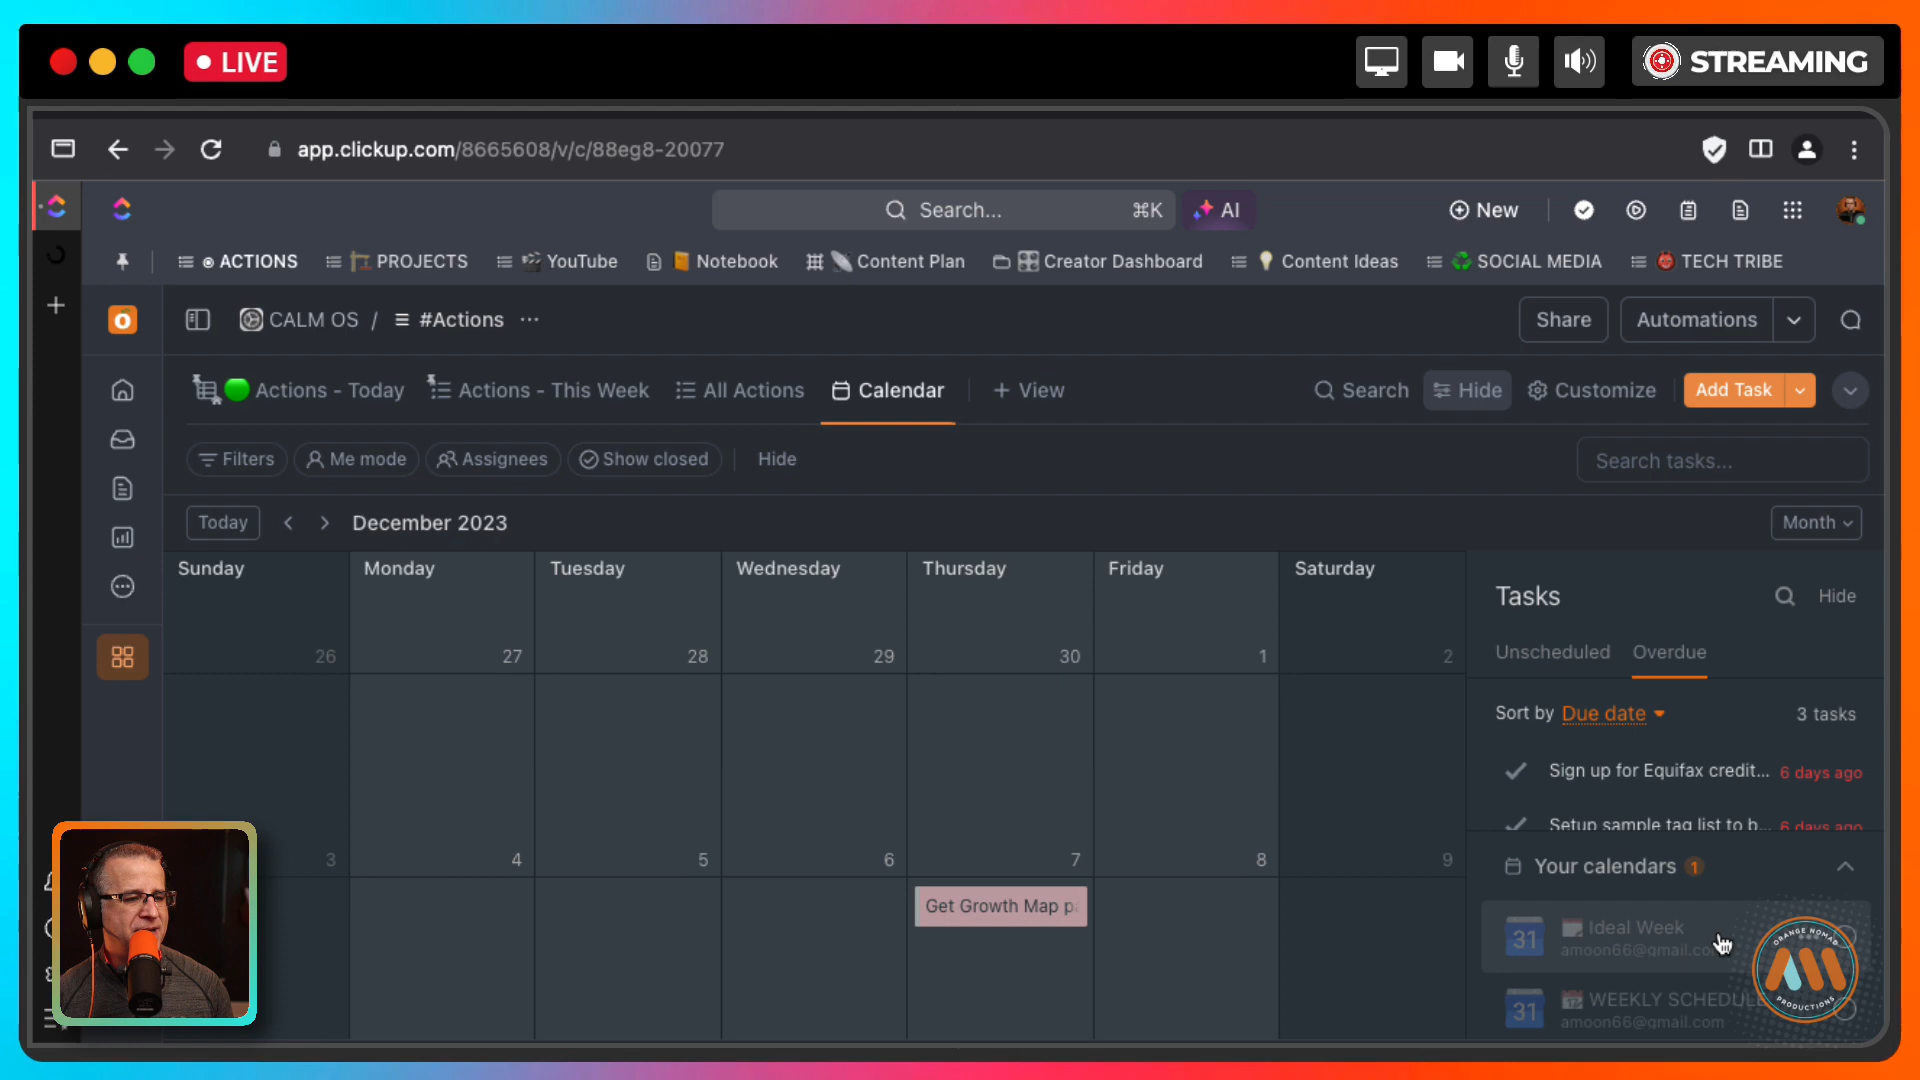 LIVE
STREAMING
app.clickup.com/8665608/v/c/88eg8-20077
Search... ⌘K AI New
ACTIONS PROJECTS YouTube Notebook Content Plan Creator Dashboard Content Ideas SOCIAL MEDIA TECH TRIBE
CALM OS / #Actions ... Share Automations
Actions - Today Actions - This Week All Actions Calendar + View Search Hide Customize Add Task
Filters Me mode Assignees Show closed Hide Search tasks...
Today < > December 2023 Month
Sunday Monday Tuesday Wednesday Thursday Friday Saturday
26 27 28 29 30 1 2
3 4 5 6 7 8 9
Get Growth Map
Tasks Hide
Unscheduled Overdue
Sort by Due date 3 tasks
Sign up for Equifax credit... 6 days ago
Setup sample tag list to b... 6 days ago
Your calendars 1
31 Ideal Week
amoon66@gmail.com
31 WEEKLY SCHEDULE
amoon66@gmail.com
ORANGE NOMAD
PRODUCTIONS